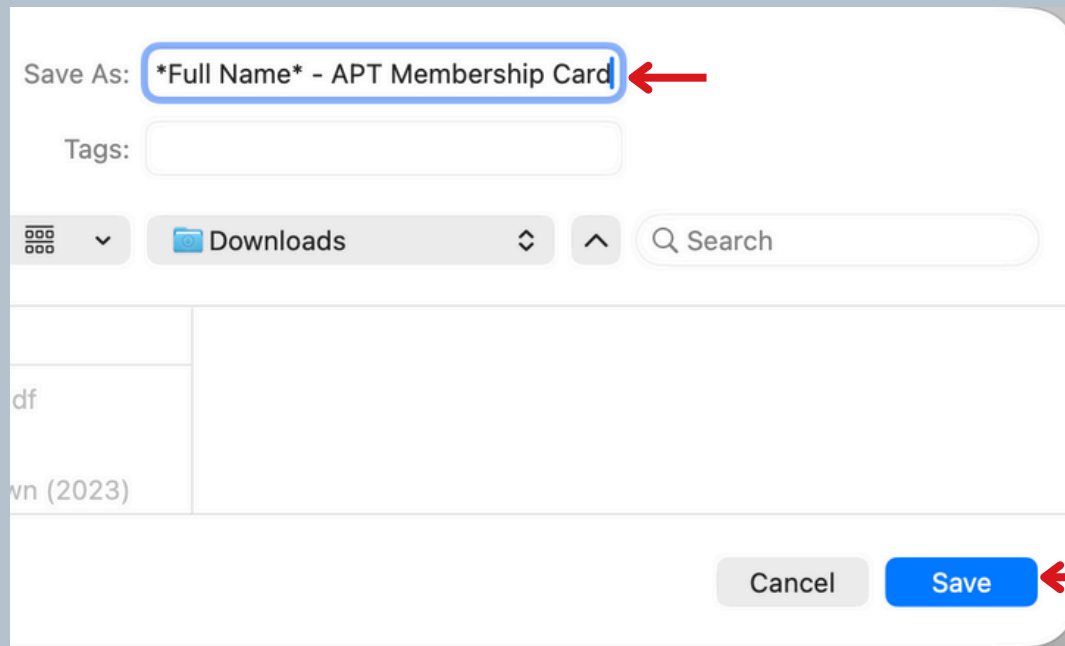 Save As: *Full Name* - APT Membership Card
Tags:
Downloads Search
df
wn (2023)
Cancel Save